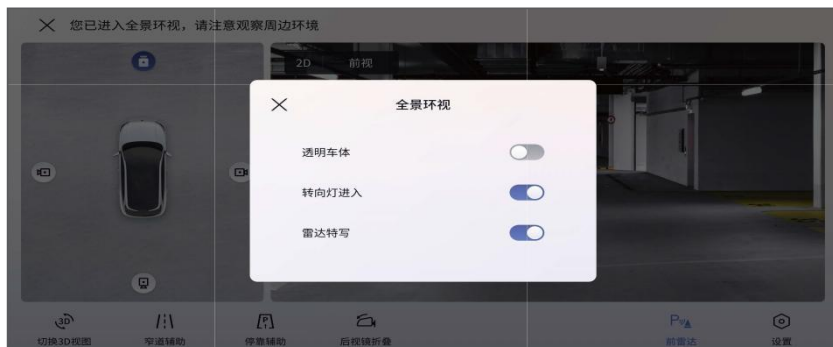 您已进入全景环视，请注意观察周边环境
2D 前视
全景环视
透明车体
转向灯进入
雷达特写
切换3D视图 窄道辅助 停靠辅助 后视镜折叠 前雷达 设置